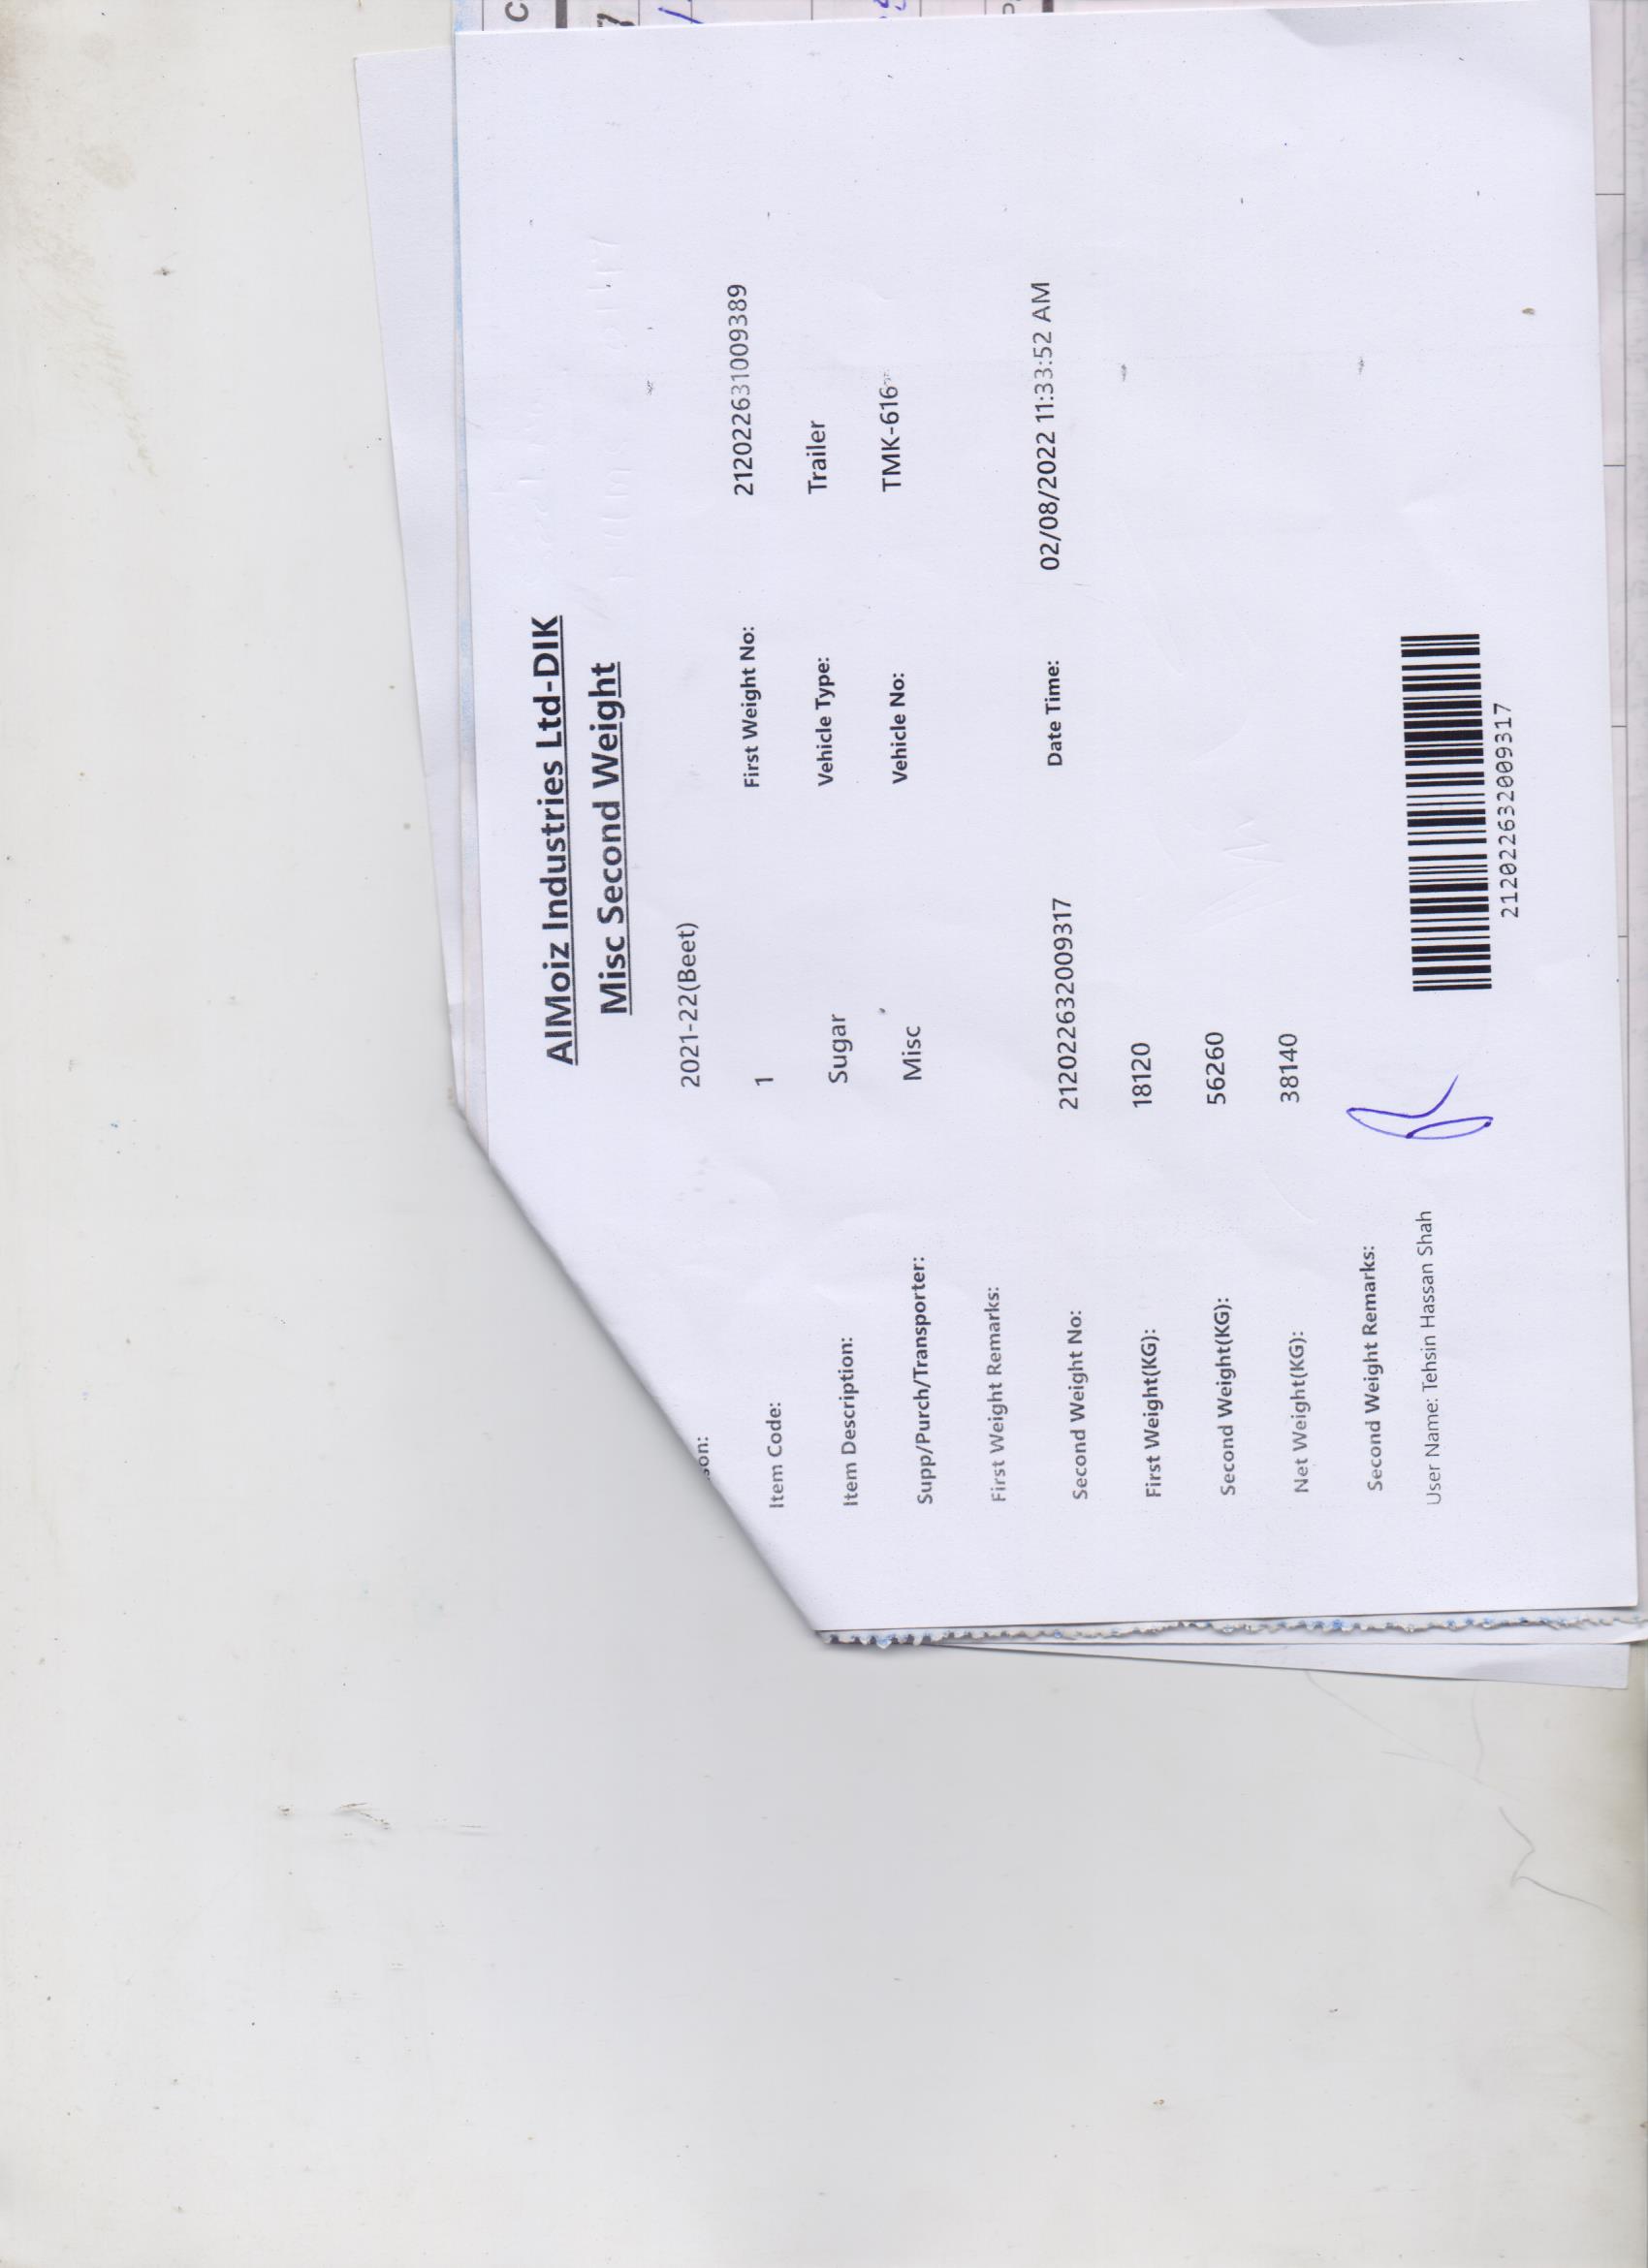 AlMoiz Industries Ltd-DIK
Misc Second Weight
son: 2021-22(Beet)
Item Code: 1 First Weight No: 2120226310093​89
Item Description: Sugar Vehicle Type: Trailer
Supp/Purch/Transporter: Misc Vehicle No: TMK-616
First Weight Remarks:
Second Weight No: 212022632009317 Date Time: 02/08/2022 11:33:52 AM
First Weight(KG): 18120
Second Weight(KG): 56260
Net Weight(KG): 38140
Second Weight Remarks:
User Name: Tehsin Hassan Shah
212022632009317